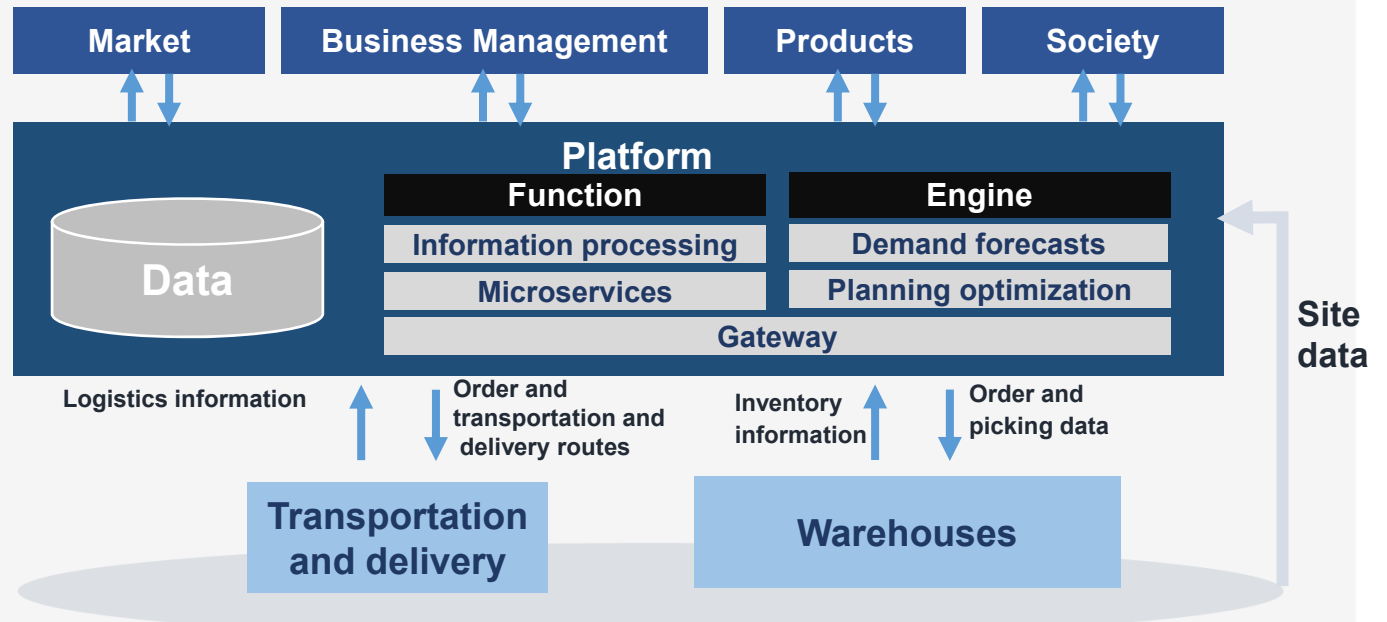 Market
Business Management
Products
Society
Platform
Data
Function
Information processing
Microservices
Engine
Demand forecasts
Planning optimization
Gateway
Site
data
Logistics information
Order and
transportation and
delivery routes
Inventory
information
Order and
picking data
Transportation
and delivery
Warehouses